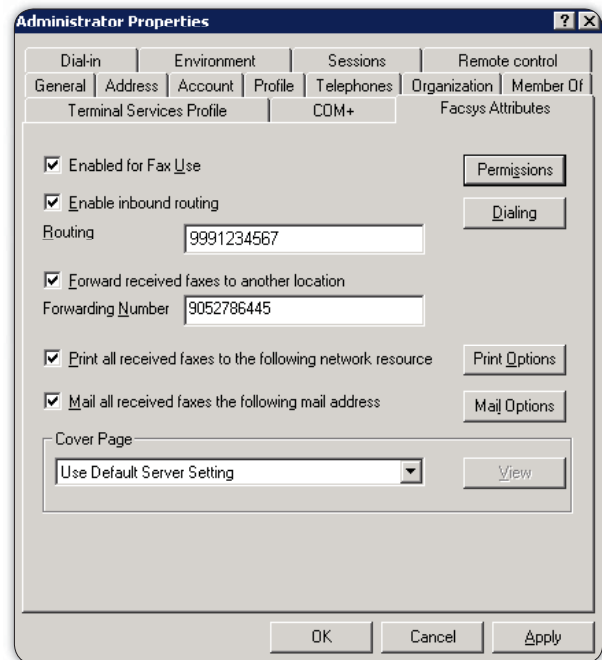 Administrator Properties
Dial-in Environment Sessions Remote control
General Address Account Profile Telephones Organization Member Of
Terminal Services Profile COM+ Facsys Attributes
Enabled for Fax Use Permissions
Enable inbound routing Dialing
Routing 9991234567
Forward received faxes to another location
Forwarding Number 9052786445
Print all received faxes to the following network resource Print Options
Mail all received faxes the following mail address Mail Options
Cover Page
Use Default Server Setting View
OK Cancel Apply